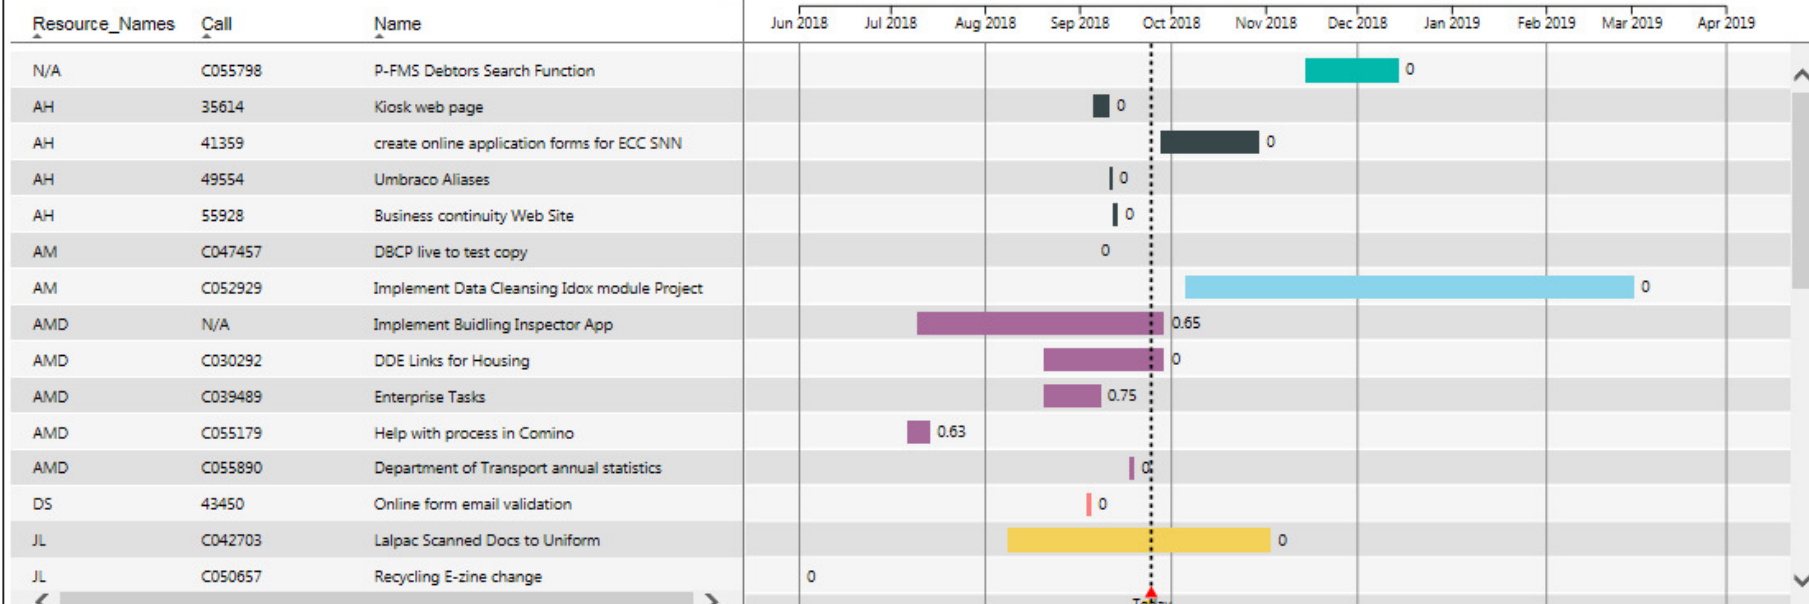 Resource_Names Call Name Jun 2018 Jul 2018 Aug 2018 Sep 2018 Oct 2018 Nov 2018 Dec 2018 Jan 2019 Feb 2019 Mar 2019 Apr 2019
N/A C055798 P-FMS Debtors Search Function 0
AH 35614 Kiosk web page 0
AH 41359 create online application forms for ECC SNN 0
AH 49554 Umbraco Aliases 0
AH 55928 Business continuity Web Site 0
AM C047457 DBCP live to test copy 0
AM C052929 Implement Data Cleansing Idox module Project 0
AMD N/A Implement Buidling Inspector App 0.65
AMD C030292 DDE Links for Housing 0
AMD C039489 Enterprise Tasks 0.75
AMD C055179 Help with process in Comino 0.63
AMD C055890 Department of Transport annual statistics 0
DS 43450 Online form email validation 0
JL C042703 Lalpac Scanned Docs to Uniform 0
JL C050657 Recycling E-zine change 0